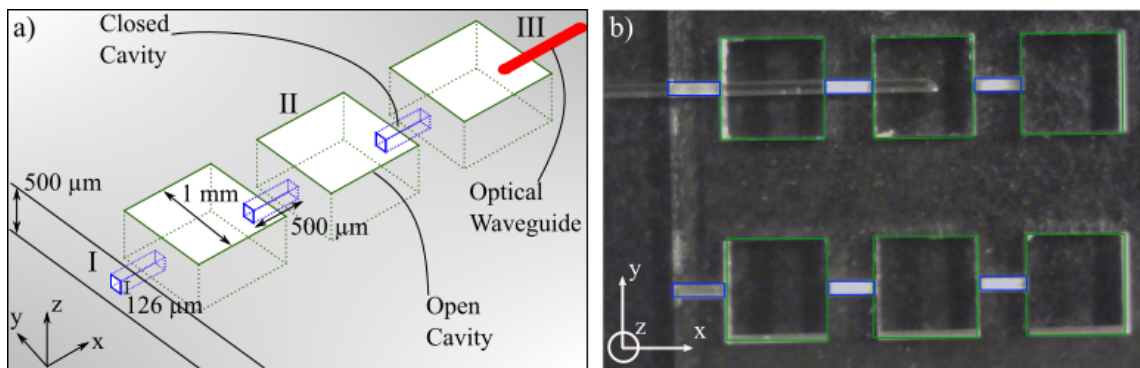 a)
Closed
Cavity
III
II
500 μm
1 mm
500 μm
I
126 μm
Optical
Waveguide
Open
Cavity
z
y
x
b)
y
z
x